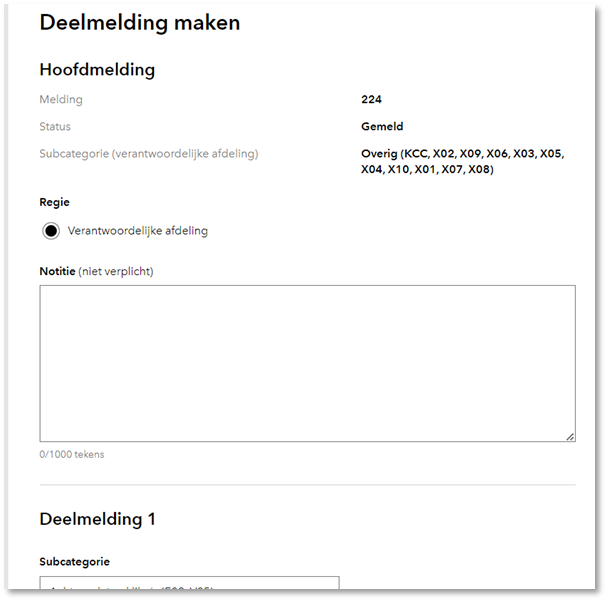 Deelmelding maken
Hoofdmelding
Melding 224
Status Gemeld
Subcategorie (verantwoordelijke afdeling) Overig (KCC, X02, X09, X06, X03, X05,
X04, X10, X01, X07, X08)
Regie
Verantwoordelijke afdeling
Notitie (niet verplicht)
0/1000 tekens
Deelmelding 1
Subcategorie